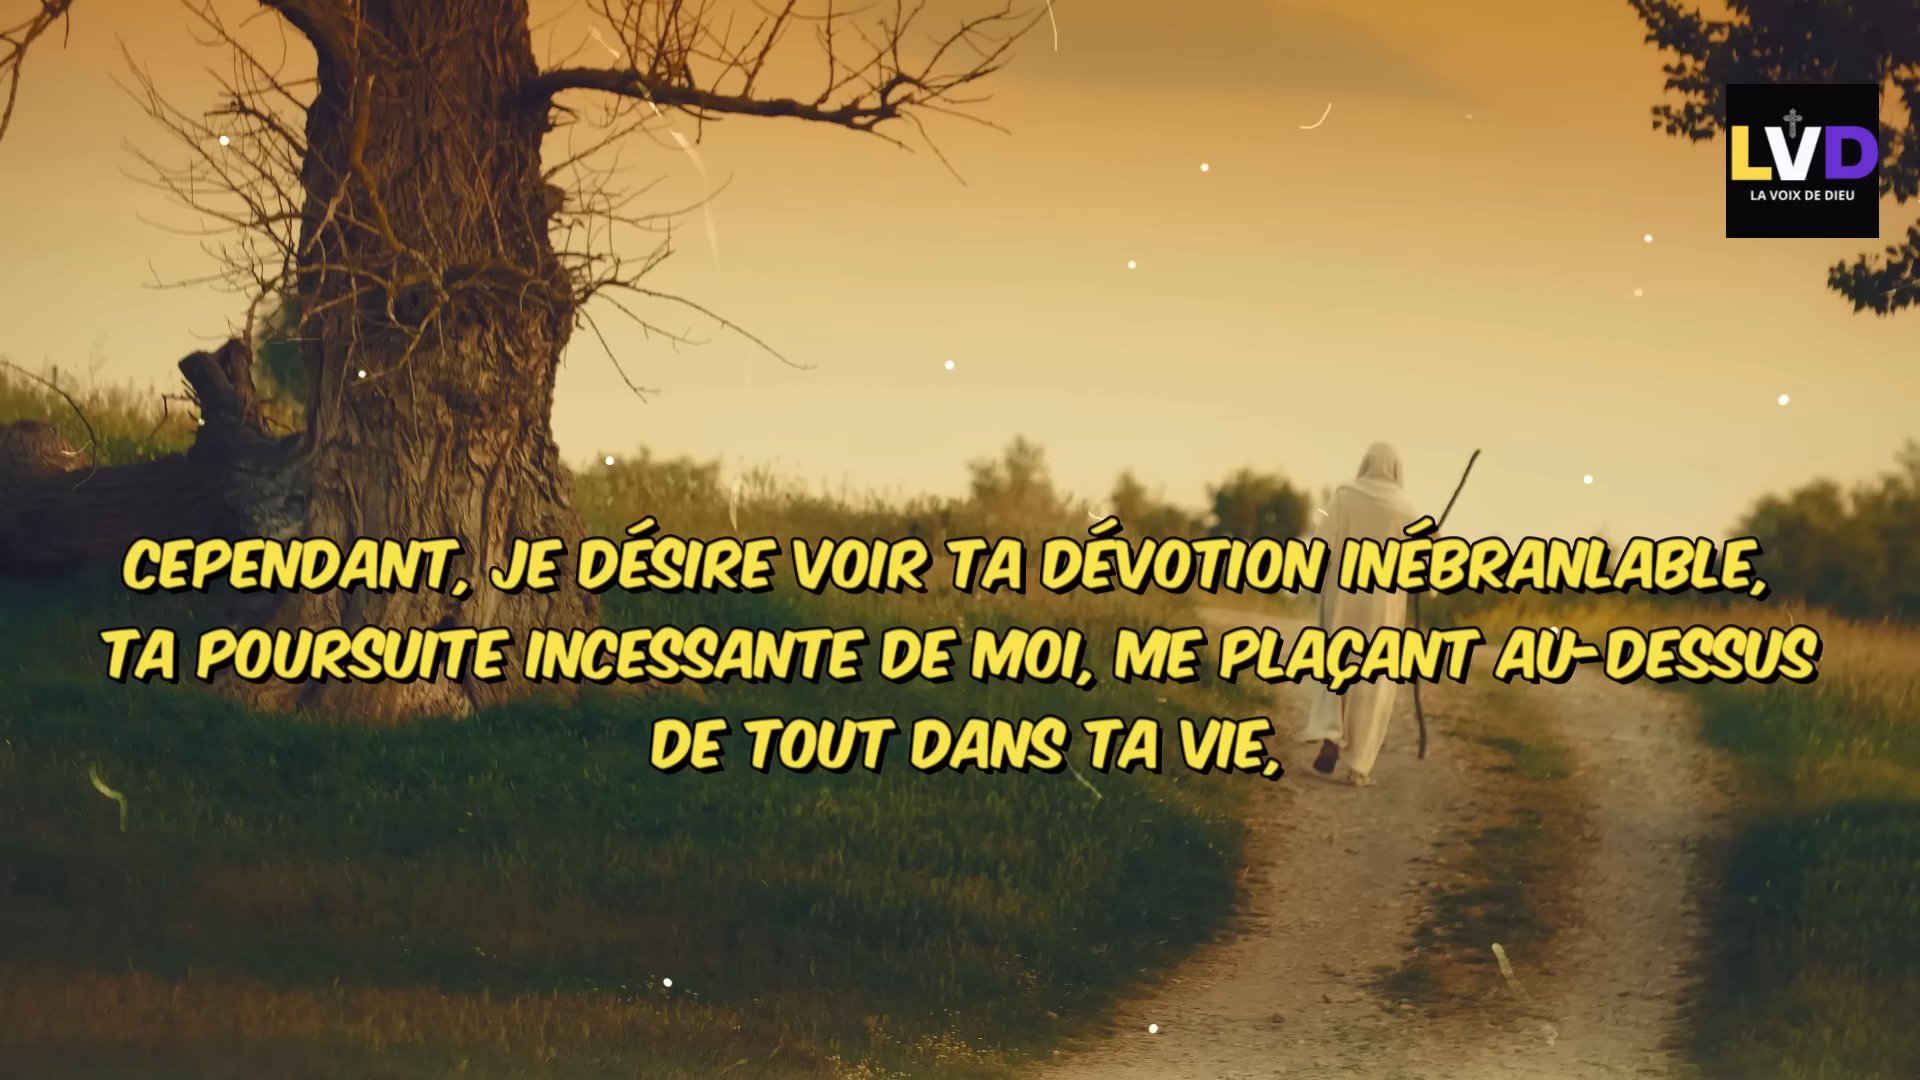 LVD
LA VOIX DE DIEU
CEPENDANT, JE DÉSIRE VOIR TA DÉVOTION INÉBRANLABLE,
TA POURSUITE INCESSANTE DE MOI, ME PLAÇANT AU-DESSUS
DE TOUT DANS TA VIE,